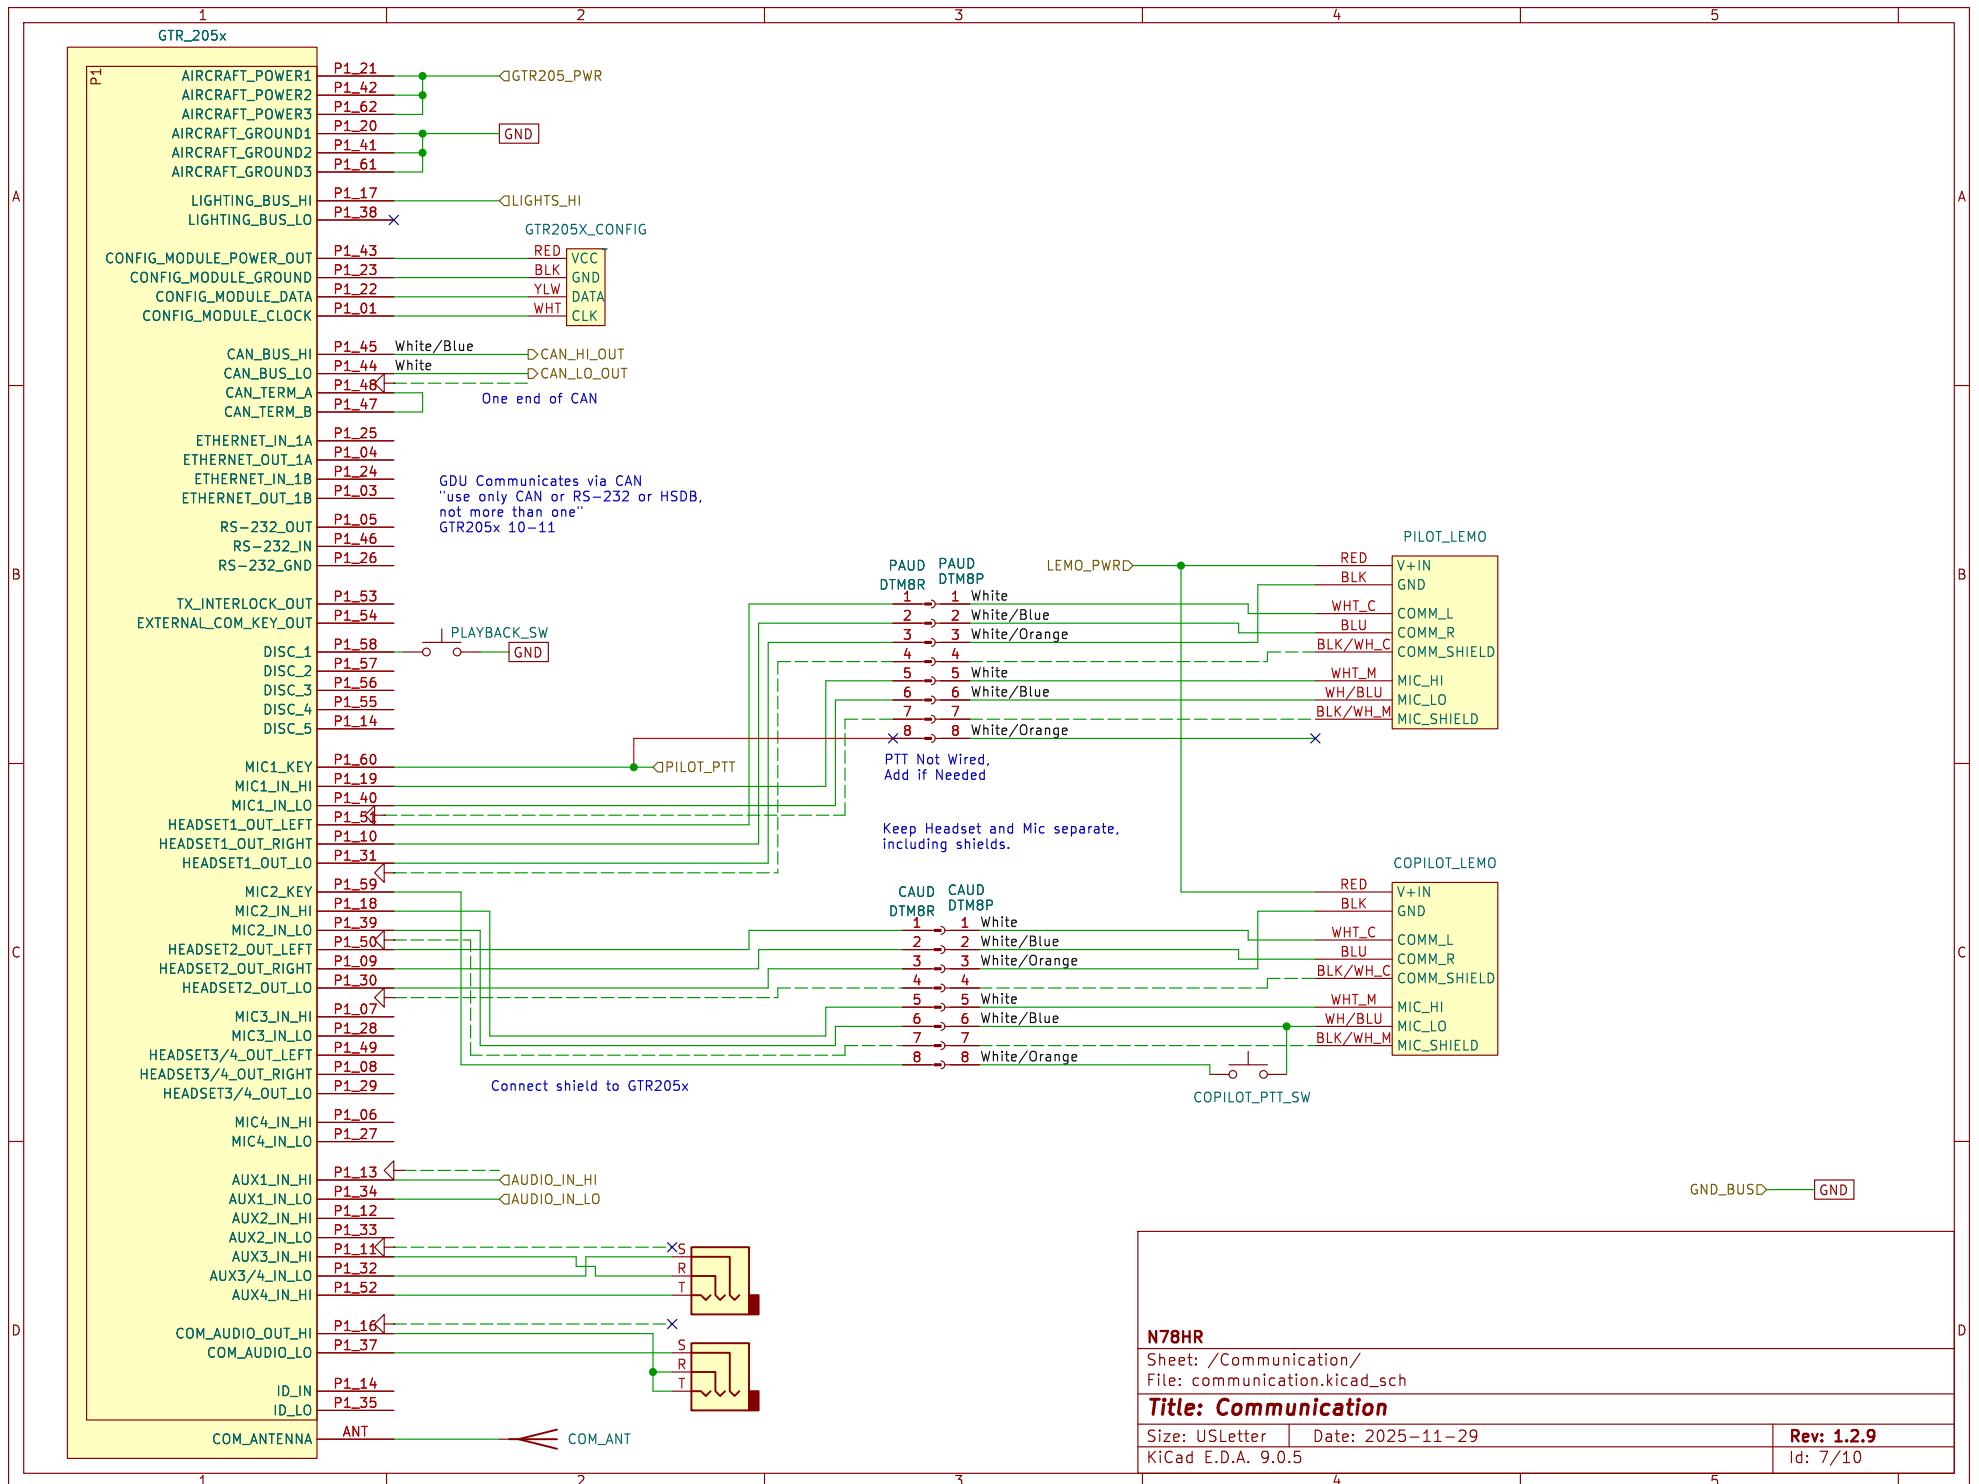 1 2 3 4 5
GTR_205x
P1
AIRCRAFT_POWER1 P1_21 GTR205_PWR
AIRCRAFT_POWER2 P1_42
AIRCRAFT_POWER3 P1_62
AIRCRAFT_GROUND1 P1_20 GND
AIRCRAFT_GROUND2 P1_41
AIRCRAFT_GROUND3 P1_61
A A
LIGHTING_BUS_HI P1_17 LIGHTS_HI
LIGHTING_BUS_LO P1_38
GTR205X_CONFIG
CONFIG_MODULE_POWER_OUT P1_43 RED VCC
CONFIG_MODULE_GROUND P1_23 BLK GND
CONFIG_MODULE_DATA P1_22 YLW DATA
CONFIG_MODULE_CLOCK P1_01 WHT CLK
CAN_BUS_HI P1_45 White/Blue CAN_HI_OUT
CAN_BUS_LO P1_44 White CAN_LO_OUT
CAN_TERM_A P1_48
One end of CAN
CAN_TERM_B P1_47
ETHERNET_IN_1A P1_25
ETHERNET_OUT_1A P1_04
ETHERNET_IN_1B P1_24
ETHERNET_OUT_1B P1_03
GDU Communicates via CAN
"use only CAN or RS-232 or HSDB,
not more than one"
GTR205x 10-11
RS-232_OUT P1_05
RS-232_IN P1_46
RS-232_GND P1_26
B B
TX_INTERLOCK_OUT P1_53
EXTERNAL_COM_KEY_OUT P1_54
DISC_1 P1_58 PLAYBACK_SW GND
DISC_2 P1_57
DISC_3 P1_56
DISC_4 P1_55
DISC_5 P1_14
PILOT_LEMO
PAUD PAUD
DTM8R DTM8P
LEMO_PWR RED V+IN
BLK GND
1 1 White WHT_C COMM_L
2 2 White/Blue BLU COMM_R
3 3 White/Orange BLK/WH_C COMM_SHIELD
4 4
5 5 White WHT_M MIC_HI
6 6 White/Blue WH/BLU MIC_LO
7 7 BLK/WH_M MIC_SHIELD
8 8 White/Orange
PTT Not Wired,
Add if Needed
MIC1_KEY P1_60 PILOT_PTT
MIC1_IN_HI P1_19
MIC1_IN_LO P1_40
HEADSET1_OUT_LEFT P1_51
HEADSET1_OUT_RIGHT P1_10
HEADSET1_OUT_LO P1_31
Keep Headset and Mic separate,
including shields.
MIC2_KEY P1_59
MIC2_IN_HI P1_18
MIC2_IN_LO P1_39
HEADSET2_OUT_LEFT P1_50
HEADSET2_OUT_RIGHT P1_09
HEADSET2_OUT_LO P1_30
C C
MIC3_IN_HI P1_07
MIC3_IN_LO P1_28
HEADSET3/4_OUT_LEFT P1_49
HEADSET3/4_OUT_RIGHT P1_08
HEADSET3/4_OUT_LO P1_29
Connect shield to GTR205x
COPILOT_LEMO
CAUD CAUD
DTM8R DTM8P
RED V+IN
BLK GND
1 1 White WHT_C COMM_L
2 2 White/Blue BLU COMM_R
3 3 White/Orange BLK/WH_C COMM_SHIELD
4 4
5 5 White WHT_M MIC_HI
6 6 White/Blue WH/BLU MIC_LO
7 7 BLK/WH_M MIC_SHIELD
8 8 White/Orange
COPILOT_PTT_SW
MIC4_IN_HI P1_06
MIC4_IN_LO P1_27
AUX1_IN_HI P1_13 AUDIO_IN_HI
AUX1_IN_LO P1_34 AUDIO_IN_LO
AUX2_IN_HI P1_12
AUX2_IN_LO P1_33
AUX3_IN_HI P1_11 S
AUX3/4_IN_LO P1_32 R
AUX4_IN_HI P1_52 T
GND_BUS GND
D D
COM_AUDIO_OUT_HI P1_16
COM_AUDIO_LO P1_37 S
R
T
ID_IN P1_14
ID_LO P1_35
COM_ANTENNA ANT COM_ANT
N78HR
Sheet: /Communication/
File: communication.kicad_sch
Title: Communication
Size: USLetter Date: 2025-11-29 Rev: 1.2.9
KiCad E.D.A. 9.0.5 Id: 7/10
1 2 3 4 5